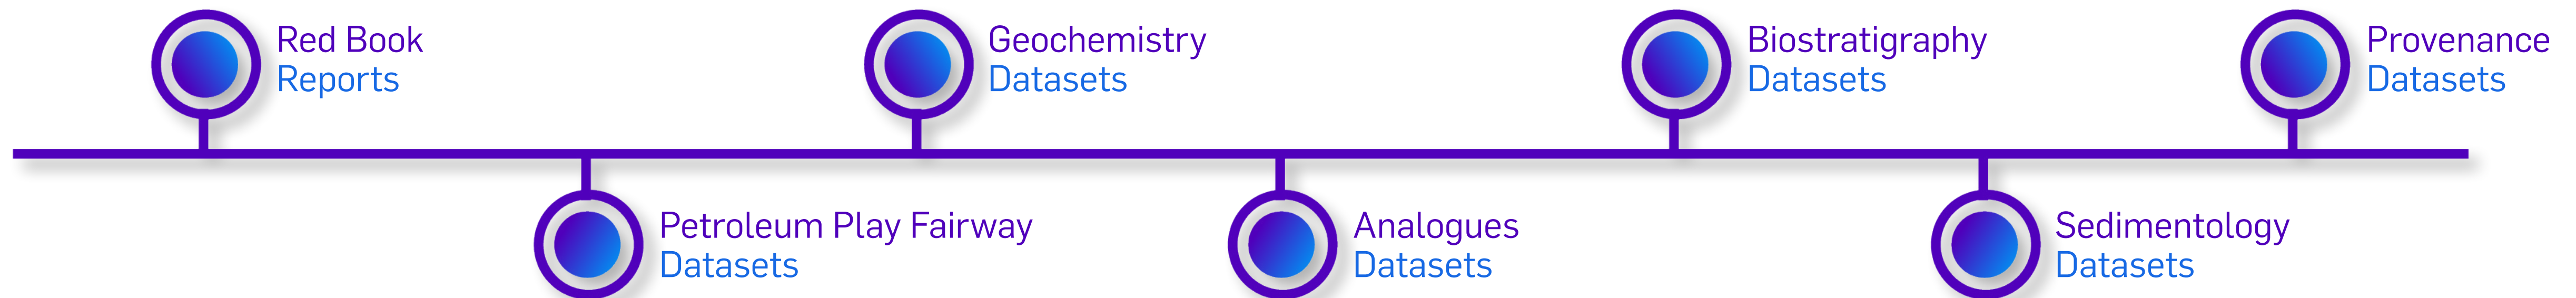 Red Book
Reports
Petroleum Play Fairway
Datasets
Geochemistry
Datasets
Analogues
Datasets
Biostratigraphy
Datasets
Sedimentology
Datasets
Provenance
Datasets